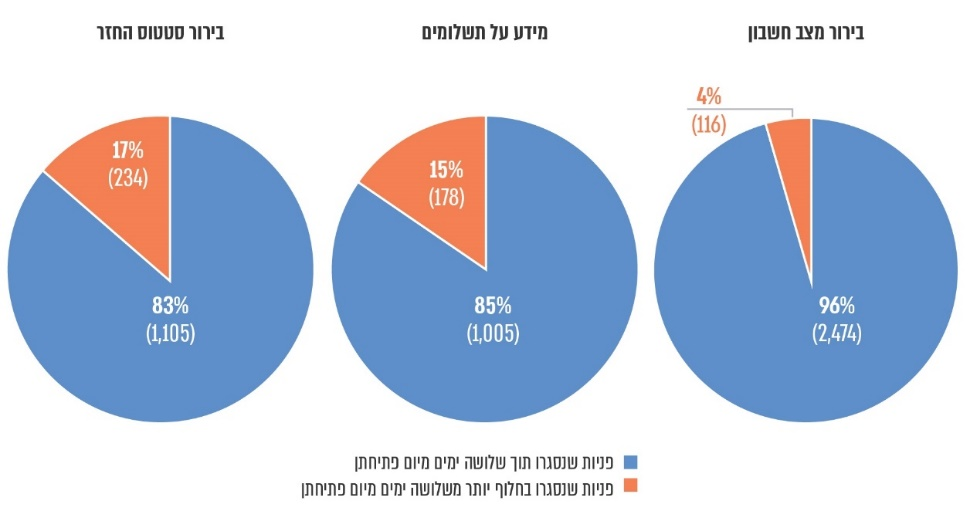 בירור מצב חשבון
4%
(116)
96%
(2,474)
מידע על תשלומים
15%
(178)
85%
(1,005)
בירור סטטוס החזר
17%
(234)
83%
(1,105)
פניות שנסגרו תוך שלושה ימים מיום פתיחתן
פניות שנסגרו בחלוף יותר משלושה ימים מיום פתיחתן